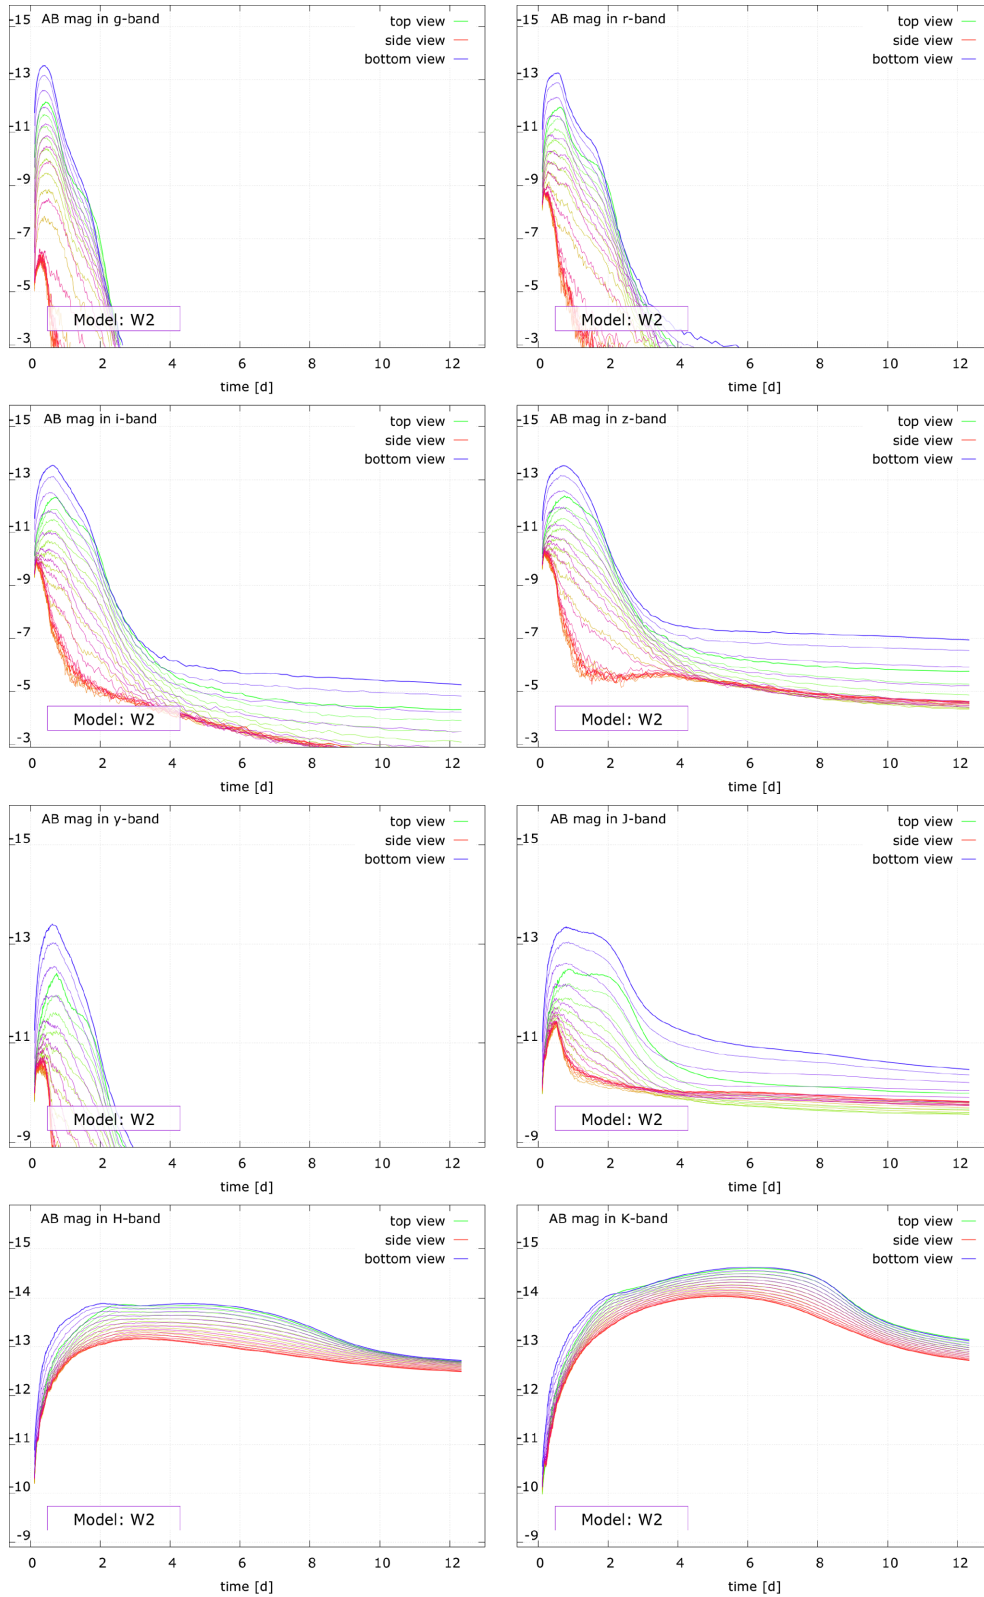 AB mag in g-band
top view
side view
bottom view
-15
-13
-11
-9
-7
-5
-3
Model: W2
0 2 4 6 8 10 12
time [d]
AB mag in r-band
top view
side view
bottom view
-15
-13
-11
-9
-7
-5
-3
Model: W2
0 2 4 6 8 10 12
time [d]
AB mag in i-band
top view
side view
bottom view
-15
-13
-11
-9
-7
-5
-3
Model: W2
0 2 4 6 8 10 12
time [d]
AB mag in z-band
top view
side view
bottom view
-15
-13
-11
-9
-7
-5
-3
Model: W2
0 2 4 6 8 10 12
time [d]
AB mag in y-band
top view
side view
bottom view
-15
-13
-11
-9
Model: W2
0 2 4 6 8 10 12
time [d]
AB mag in J-band
top view
side view
bottom view
-15
-13
-11
-9
Model: W2
0 2 4 6 8 10 12
time [d]
AB mag in H-band
top view
side view
bottom view
-15
-14
-13
-12
-11
-10
-9
Model: W2
0 2 4 6 8 10 12
time [d]
AB mag in K-band
top view
side view
bottom view
-15
-14
-13
-12
-11
-10
-9
Model: W2
0 2 4 6 8 10 12
time [d]